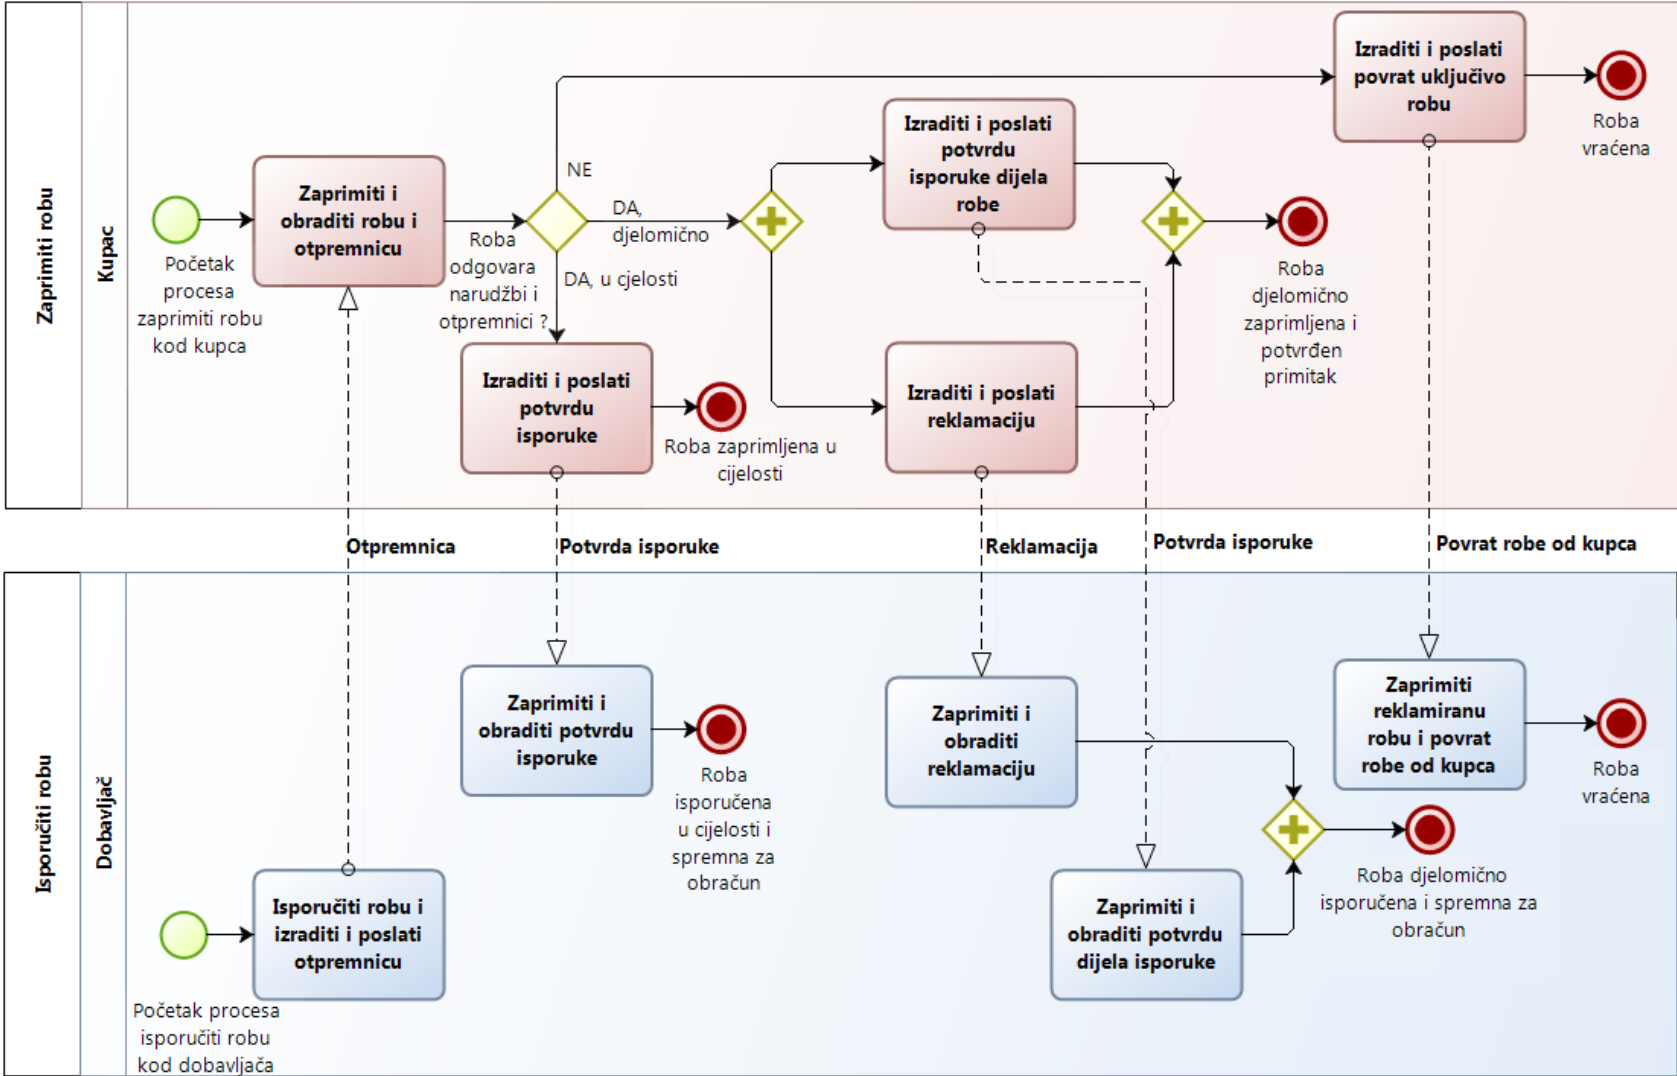 Zaprimiti robu
Kupac
Početak
procesa
zaprimiti robu
kod kupca
Zaprimiti i
obraditi robu i
otpremnicu
Roba
odgovara
narudžbi i
otpremnici ?
NE
DA,
djelomično
DA, u cjelosti
Izraditi i poslati
potvrdu
isporuke
Roba zaprimljena u
cijelosti
Izraditi i poslati
potvrdu
isporuke dijela
robe
Izraditi i poslati
reklamaciju
Roba
djelomično
zaprimljena i
potvrđen
primitak
Izraditi i poslati
povrat uključivo
robu
Roba
vraćena
Otpremnica
Potvrda isporuke
Reklamacija
Potvrda isporuke
Povrat robe od kupca
Isporučiti robu
Dobavljač
Početak procesa
isporučiti robu
kod dobavljača
Isporučiti robu i
izraditi i poslati
otpremnicu
Zaprimiti i
obraditi potvrdu
isporuke
Roba
isporučena
u cijelosti i
spremna za
obračun
Zaprimiti i
obraditi
reklamaciju
Zaprimiti i
obraditi potvrdu
dijela isporuke
Roba djelomično
isporučena i spremna za
obračun
Zaprimiti
reklamiranu
robu i povrat
robe od kupca
Roba
vraćena